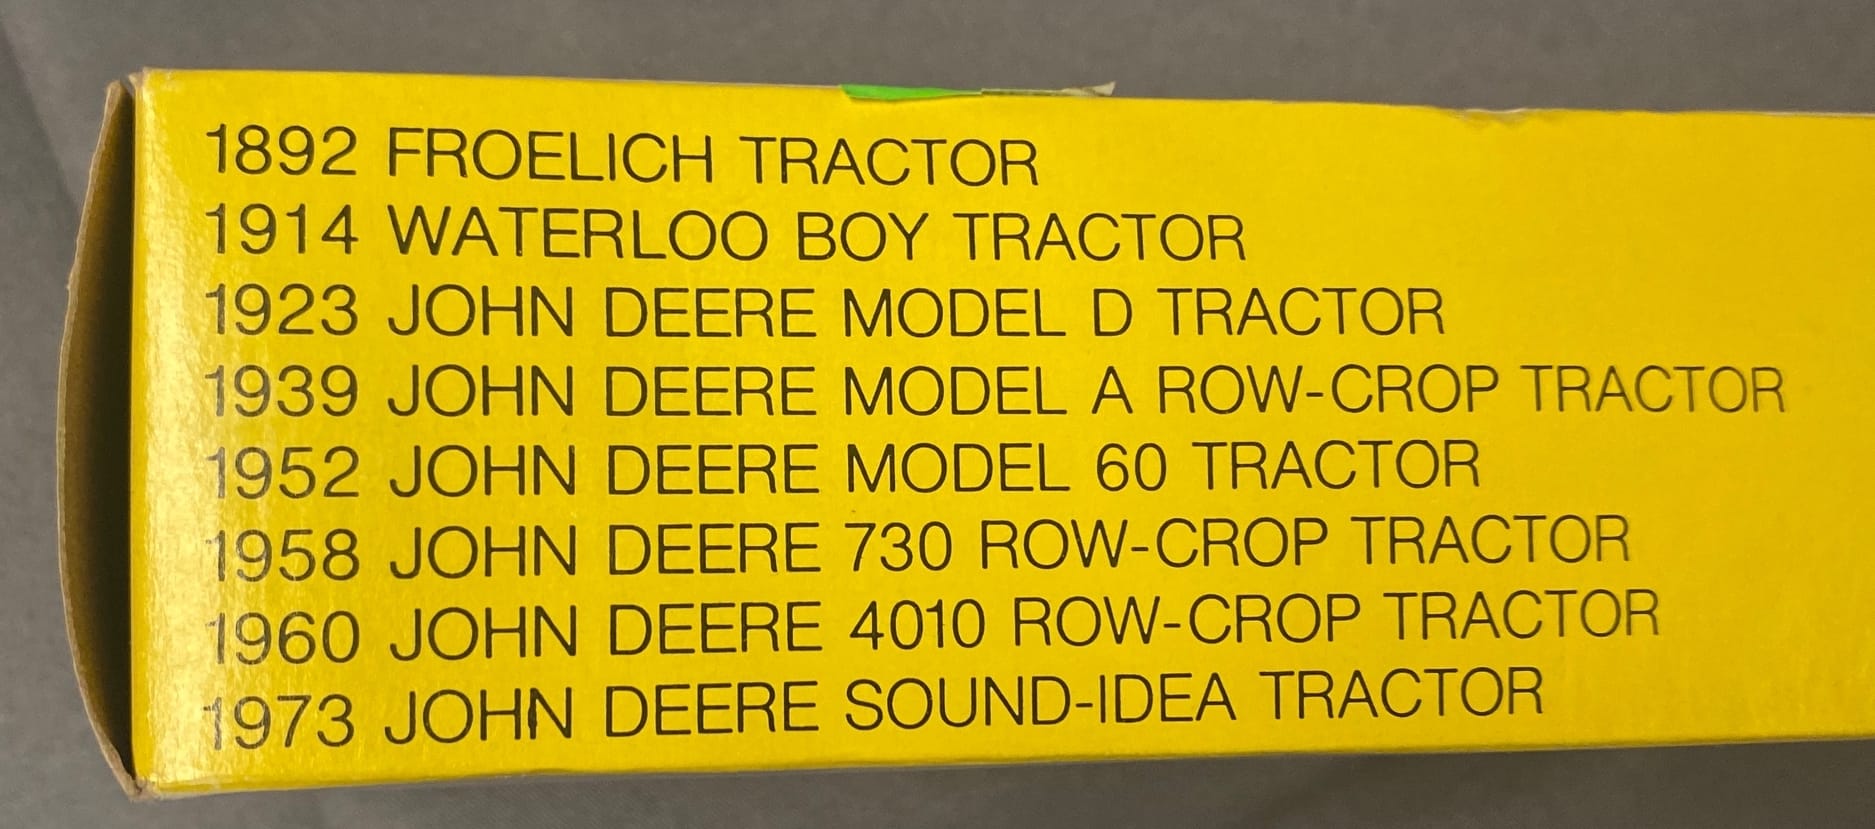 1892 FROELICH TRACTOR
1914 WATERLOO BOY TRACTOR
1923 JOHN DEERE MODEL D TRACTOR
1939 JOHN DEERE MODEL A ROW-CROP TRACTOR
1952 JOHN DEERE MODEL 60 TRACTOR
1958 JOHN DEERE 730 ROW-CROP TRACTOR
1960 JOHN DEERE 4010 ROW-CROP TRACTOR
1973 JOHN DEERE SOUND-IDEA TRACTOR